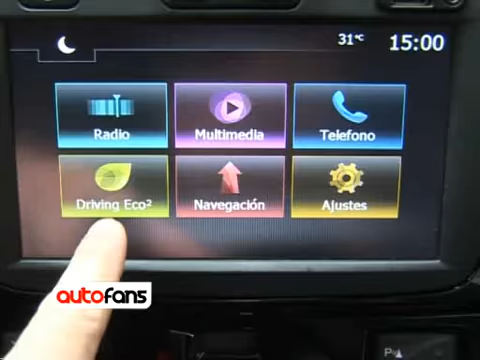 31°C 15:00
Radio
Multimedia
Telefono
Driving Eco²
Navegación
Ajustes
autofans
P